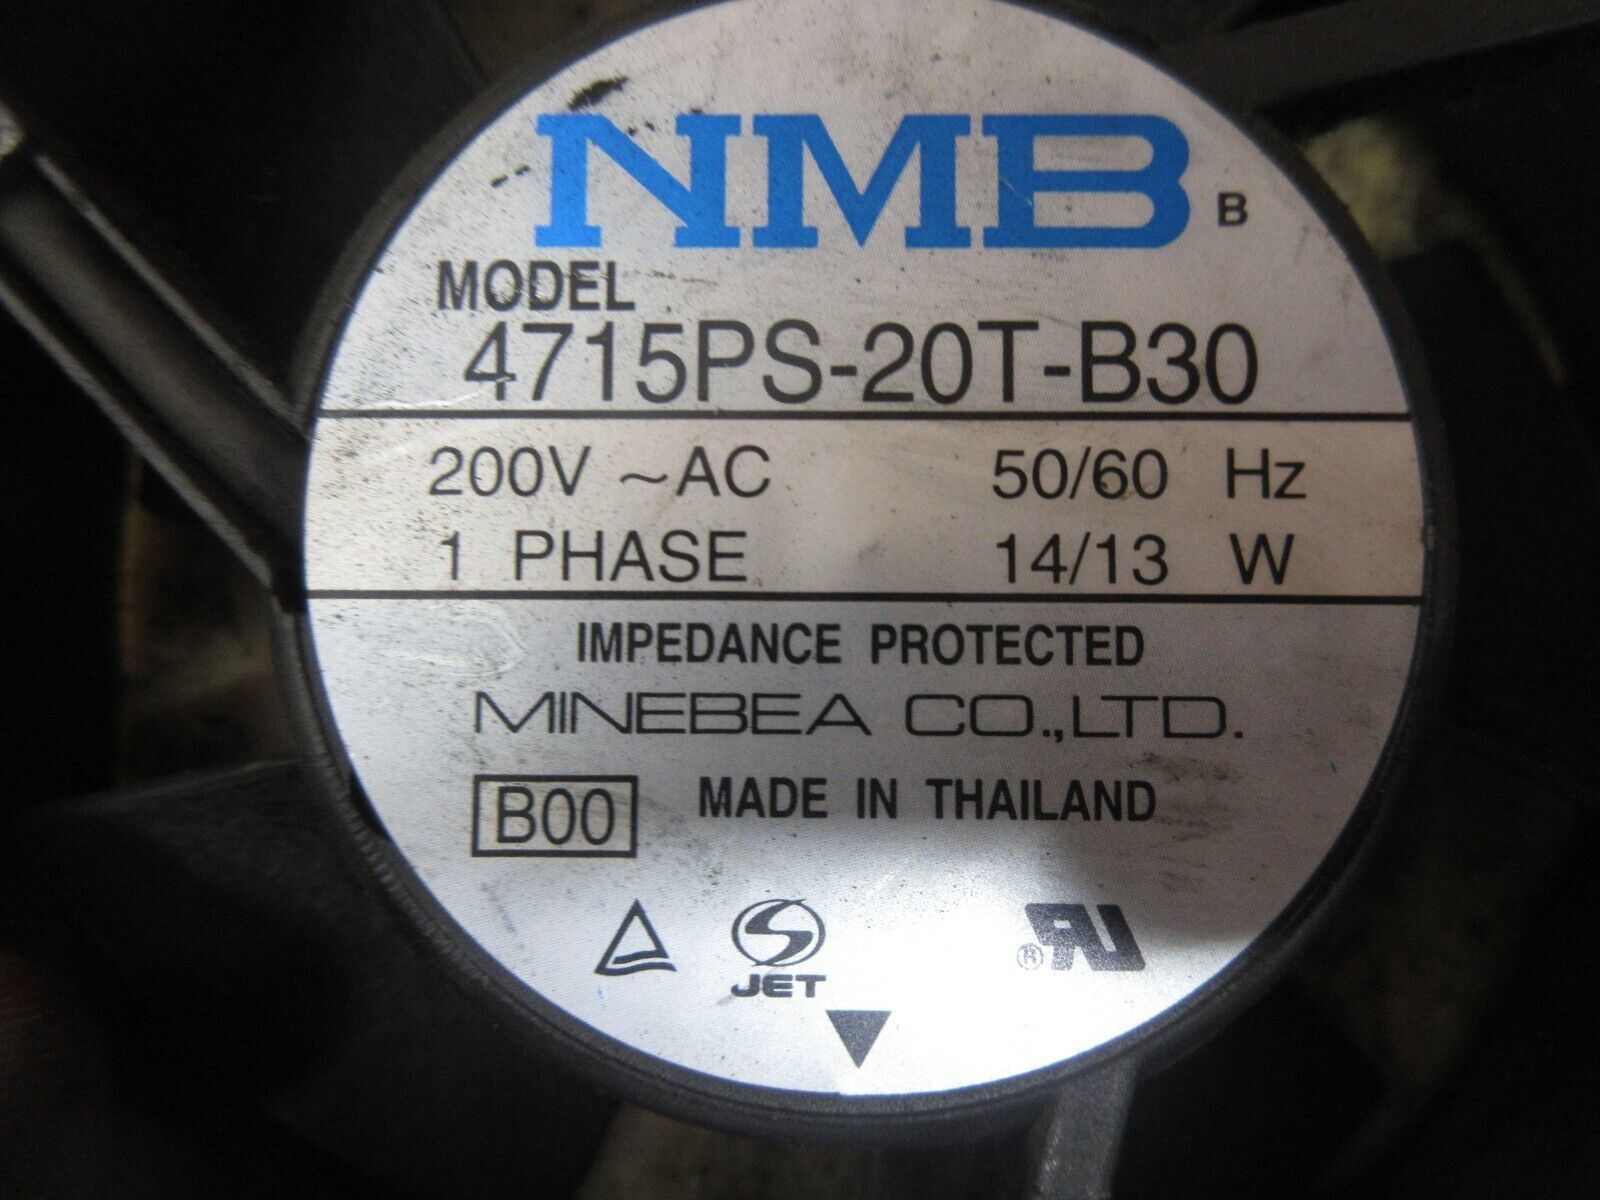 NMB B
MODEL
4715PS-20T-B30
200V ~AC 50/60 Hz
1 PHASE 14/13 W
IMPEDANCE PROTECTED
MINEBEA CO.,LTD.
B00 MADE IN THAILAND
S
JET
RU®